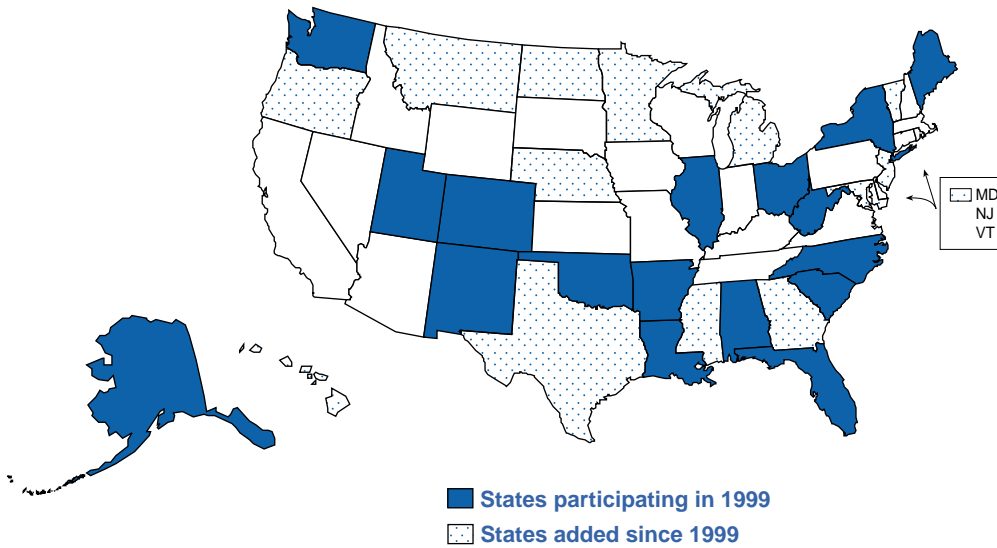 MD
NJ
VT
States participating in 1999
States added since 1999